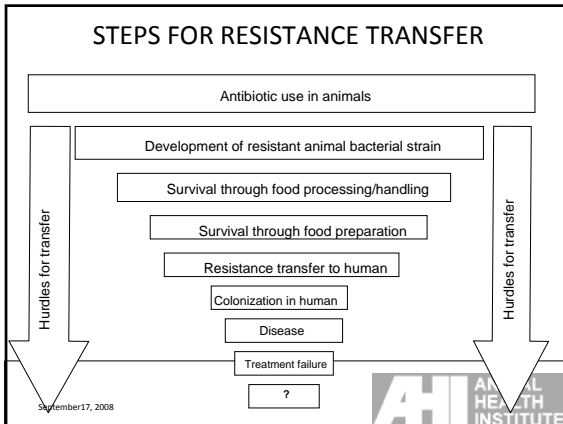 STEPS FOR RESISTANCE TRANSFER
Antibiotic use in animals
Development of resistant animal bacterial strain
Survival through food processing/handling
Survival through food preparation
Resistance transfer to human
Colonization in human
Disease
Treatment failure
?
Hurdles for transfer
Hurdles for transfer
September17, 2008
AHI
HEALTH
INSTITUTE